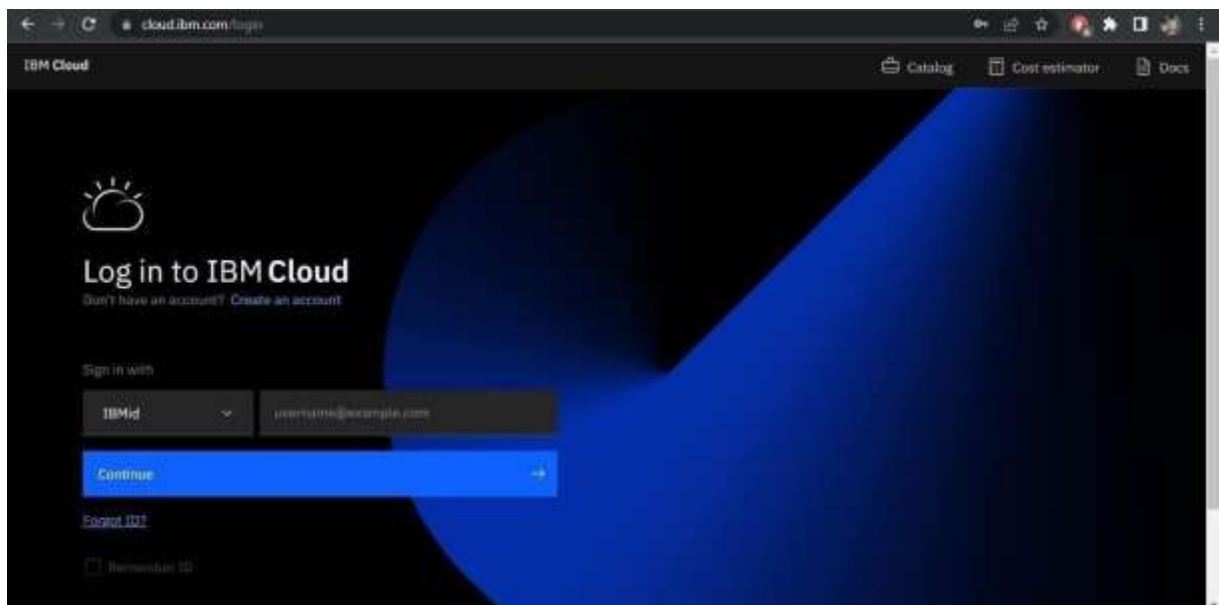 cloud.ibm.com/login
IBM Cloud
Catalog
Cost estimator
Docs
Log in to IBM Cloud
Don't have an account? Create an account
Sign in with
IBMid
username@example.com
Continue
Forgot ID?
Remember ID